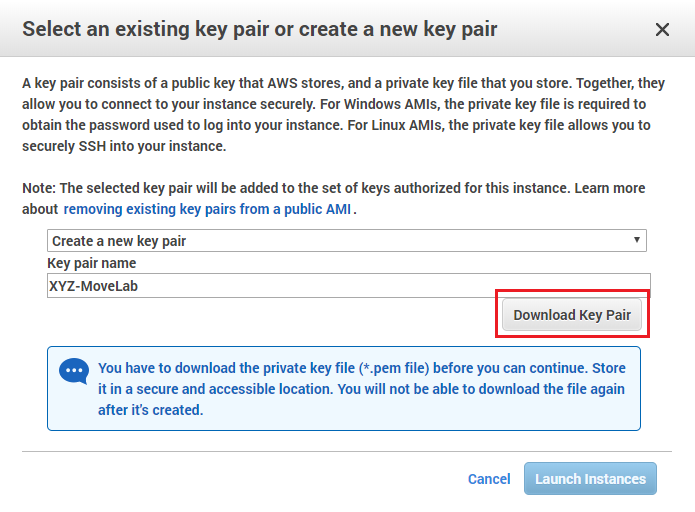 Select an existing key pair or create a new key pair
A key pair consists of a public key that AWS stores, and a private key file that you store. Together, they
allow you to connect to your instance securely. For Windows AMIs, the private key file is required to
obtain the password used to log into your instance. For Linux AMIs, the private key file allows you to
securely SSH into your instance.
Note: The selected key pair will be added to the set of keys authorized for this instance. Learn more
about removing existing key pairs from a public AMI.
Create a new key pair
Key pair name
XYZ-MoveLab
Download Key Pair
You have to download the private key file (*.pem file) before you can continue. Store
it in a secure and accessible location. You will not be able to download the file again
after it's created.
Cancel Launch Instances